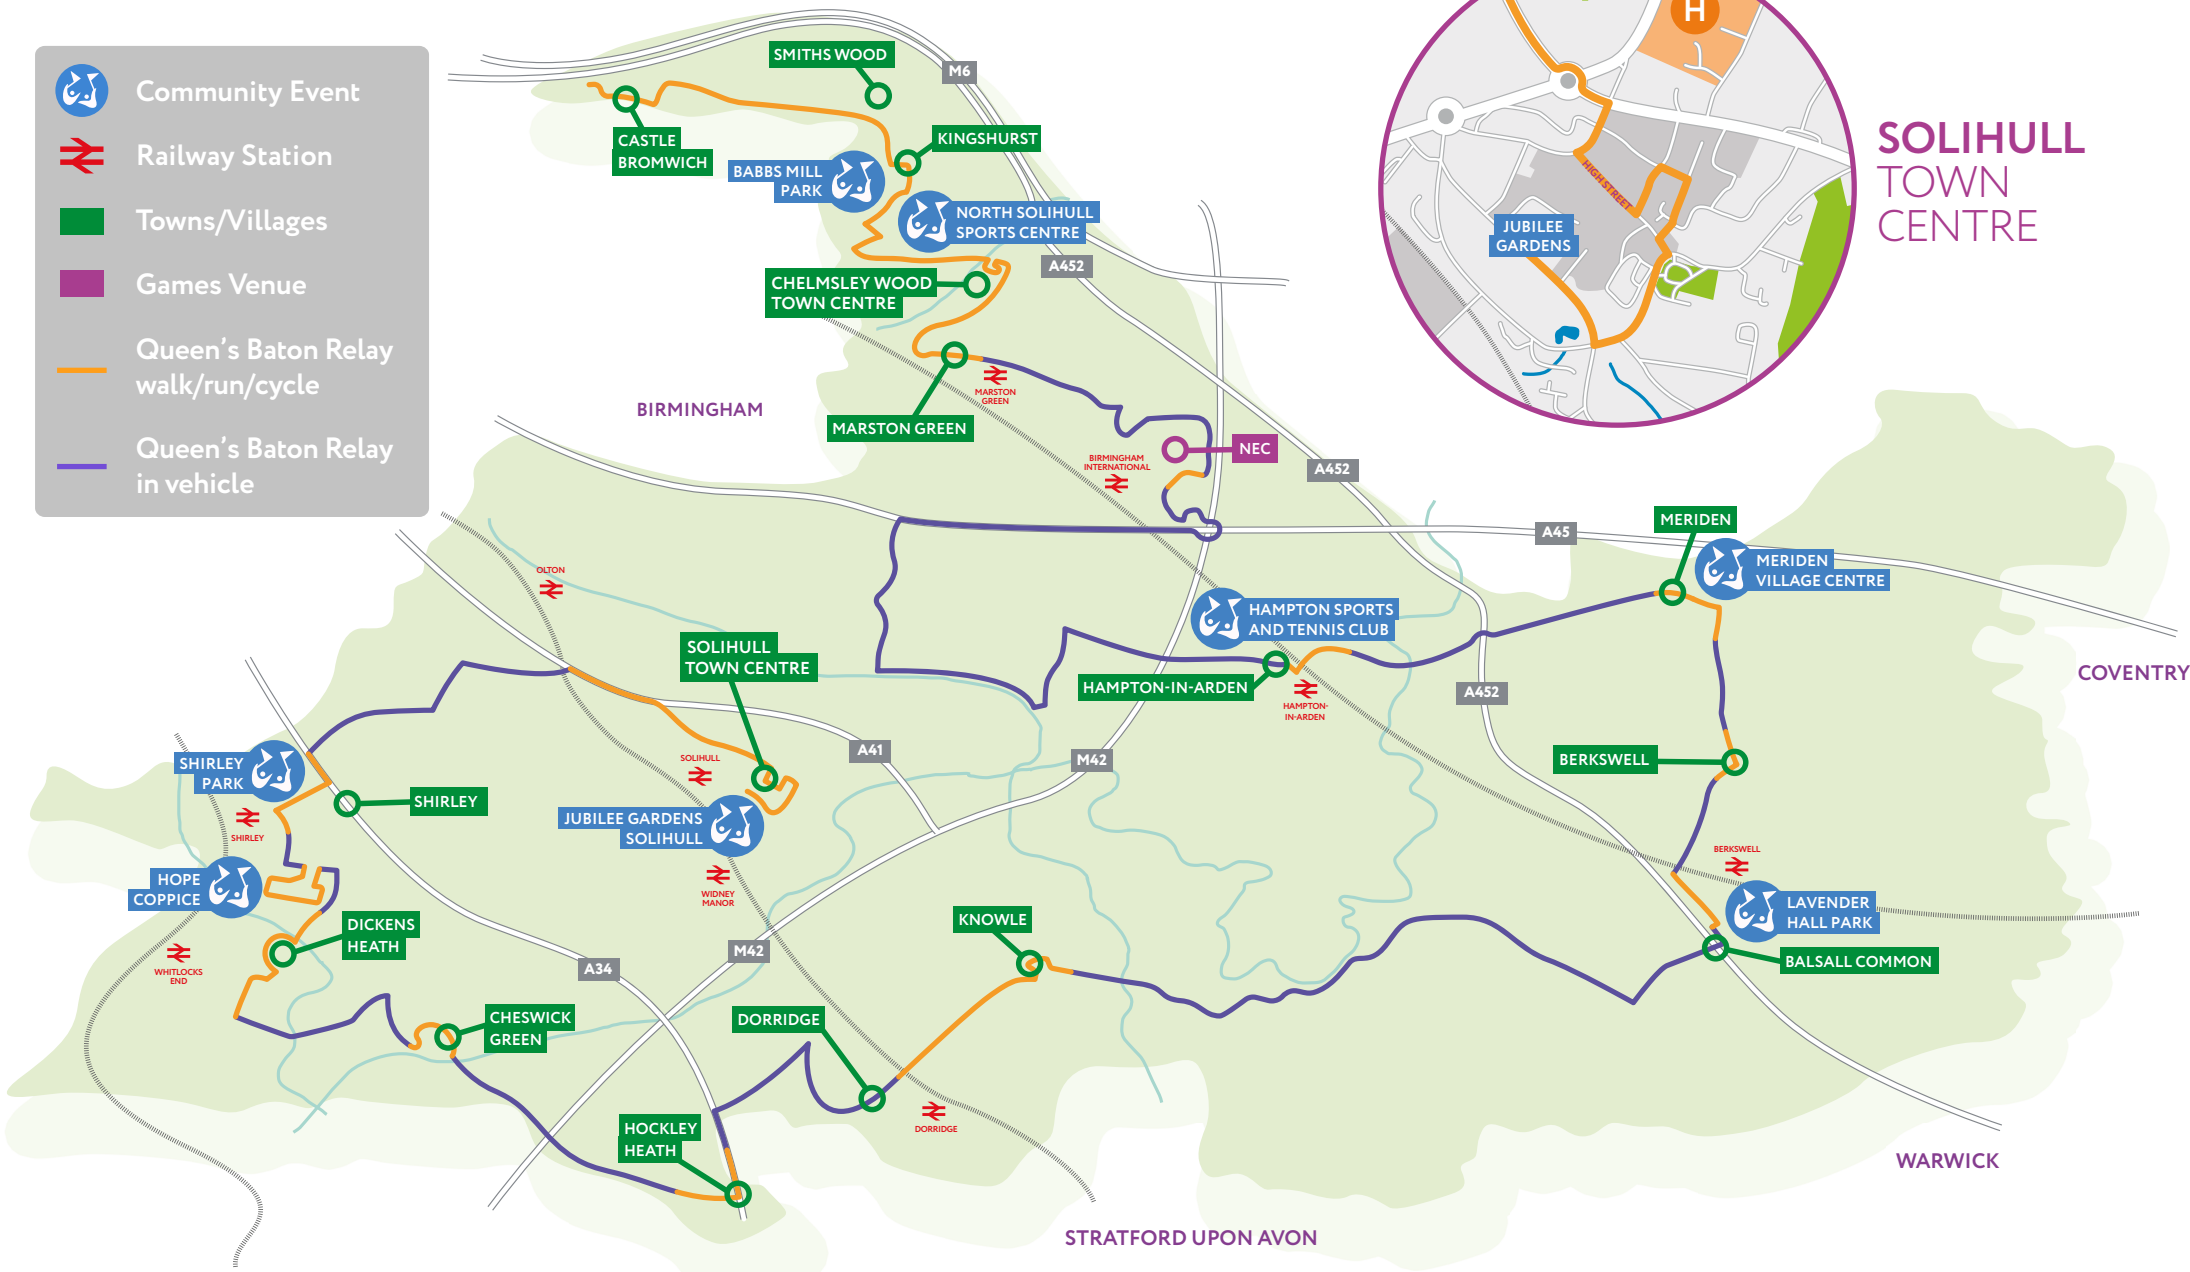 Community Event
Railway Station
Towns/Villages
Games Venue
Queen's Baton Relay
walk/run/cycle
Queen's Baton Relay
in vehicle
SMITHS WOOD
M6
CASTLE
BROMWICH
KINGSHURST
BABBS MILL
PARK
NORTH SOLIHULL
SPORTS CENTRE
A452
CHELMSLEY WOOD
TOWN CENTRE
MARSTON
GREEN
MARSTON GREEN
BIRMINGHAM
BIRMINGHAM
INTERNATIONAL
NEC
A452
H
HIGH STREET
JUBILEE
GARDENS
SOLIHULL
TOWN
CENTRE
A45
MERIDEN
MERIDEN
VILLAGE CENTRE
COVENTRY
OLTON
HAMPTON SPORTS
AND TENNIS CLUB
HAMPTON-IN-ARDEN
HAMPTON-
IN-ARDEN
A452
SOLIHULL
TOWN CENTRE
A41
M42
SOLIHULL
BERKSWELL
SHIRLEY
PARK
SHIRLEY
SHIRLEY
JUBILEE GARDENS
SOLIHULL
WIDNEY
MANOR
BERKSWELL
HOPE
COPPICE
LAVENDER
HALL PARK
BALSALL COMMON
DICKENS
HEATH
WHITLOCKS
END
KNOWLE
M42
A34
CHESWICK
GREEN
DORRIDGE
DORRIDGE
HOCKLEY
HEATH
WARWICK
STRATFORD UPON AVON